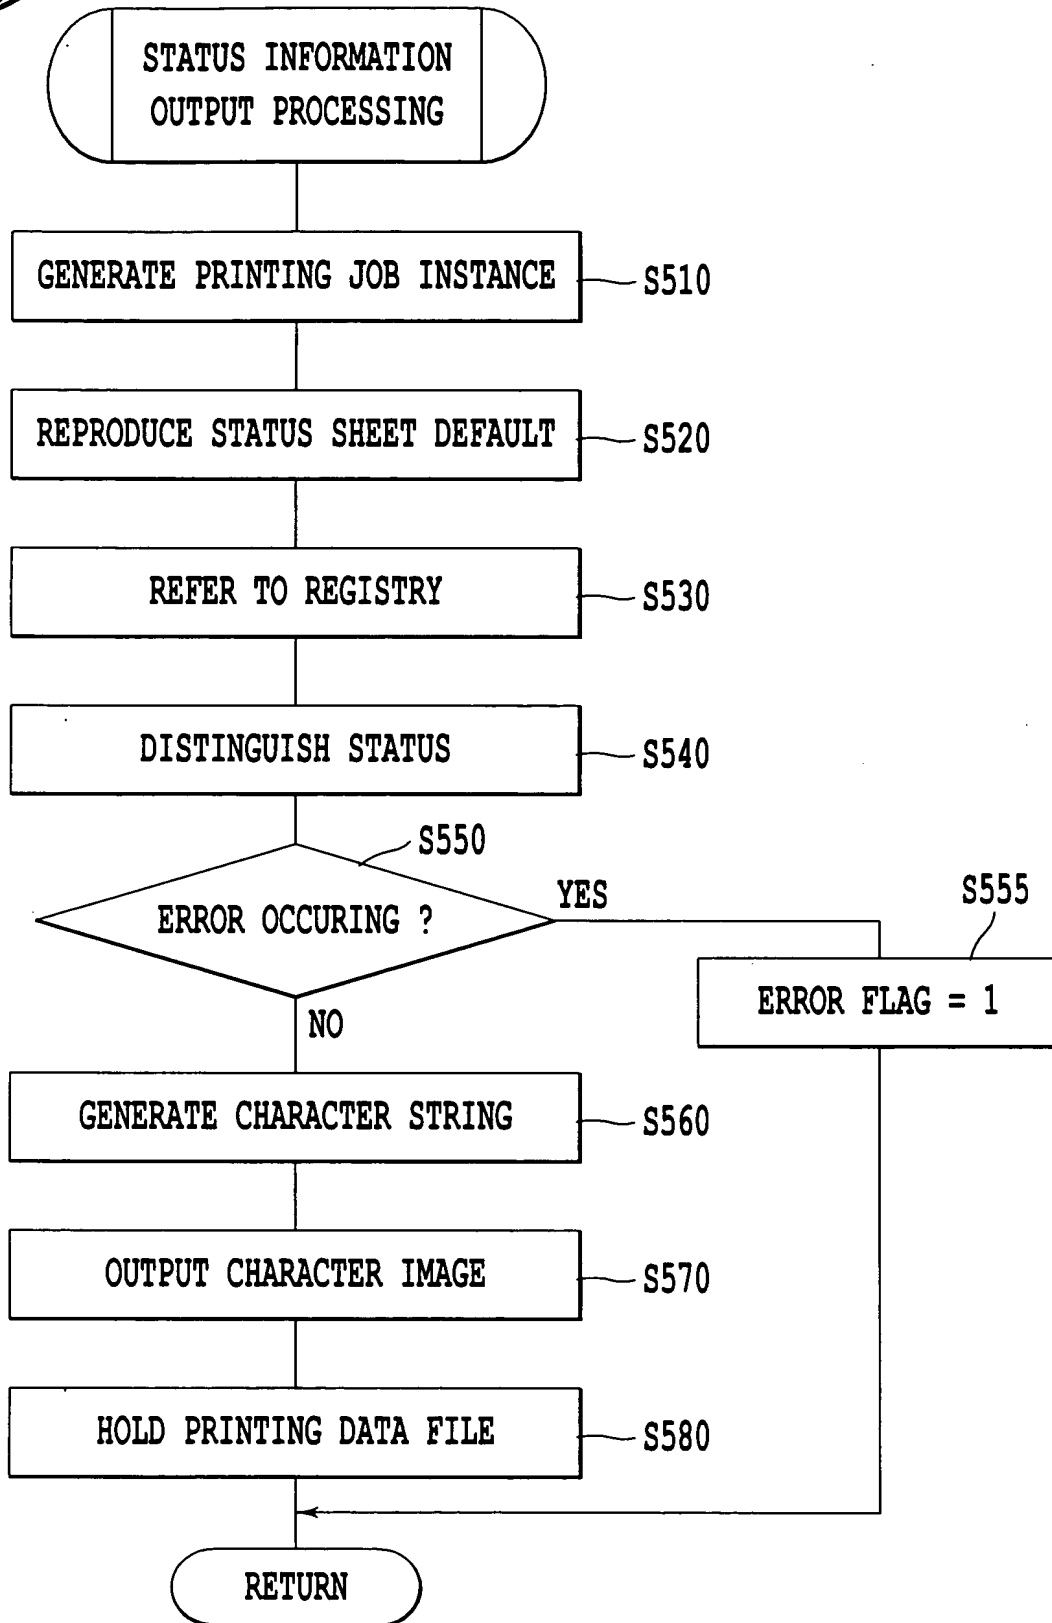 STATUS INFORMATION
OUTPUT PROCESSING
GENERATE PRINTING JOB INSTANCE
S510
REPRODUCE STATUS SHEET DEFAULT
S520
REFER TO REGISTRY
S530
DISTINGUISH STATUS
S540
S550
ERROR OCCURING ?
YES
S555
ERROR FLAG = 1
NO
GENERATE CHARACTER STRING
S560
OUTPUT CHARACTER IMAGE
S570
HOLD PRINTING DATA FILE
S580
RETURN